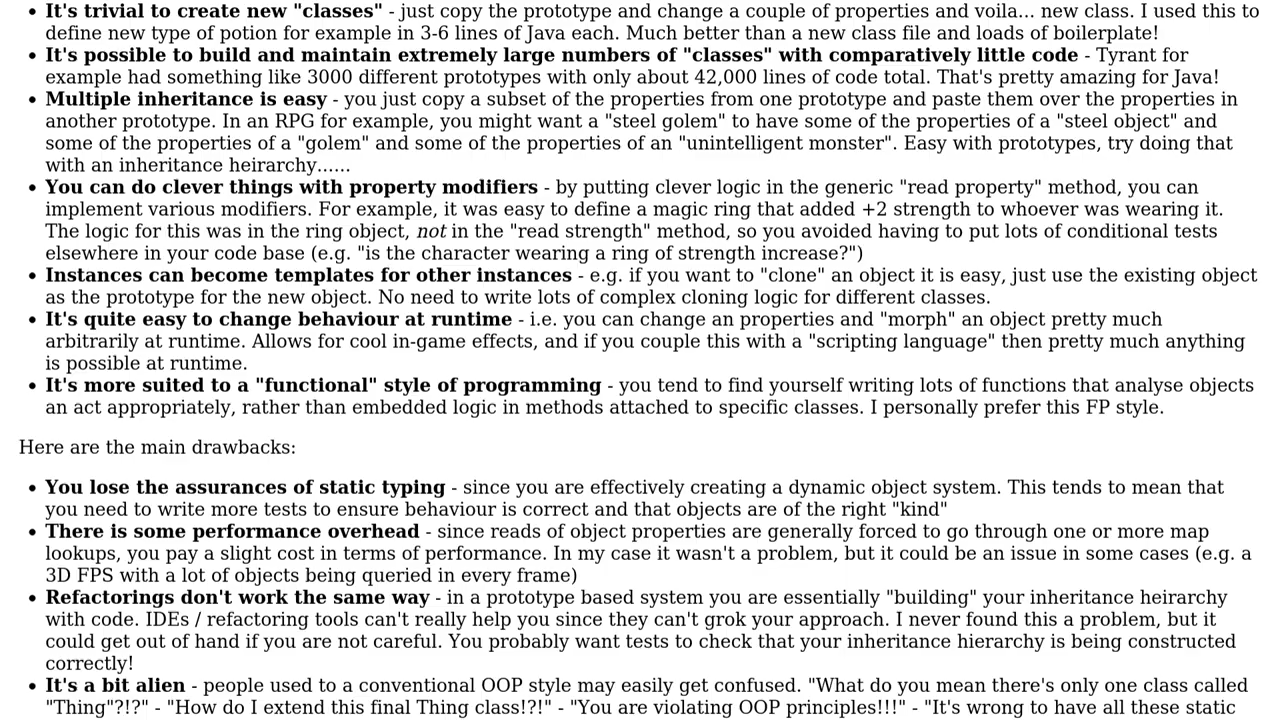 • It's trivial to create new "classes" - just copy the prototype and change a couple of properties and voila... new class. I used this to
define new type of potion for example in 3-6 lines of Java each. Much better than a new class file and loads of boilerplate!
• It's possible to build and maintain extremely large numbers of "classes" with comparatively little code - Tyrant for
example had something like 3000 different prototypes with only about 42,000 lines of code total. That's pretty amazing for Java!
• Multiple inheritance is easy - you just copy a subset of the properties from one prototype and paste them over the properties in
another prototype. In an RPG for example, you might want a "steel golem" to have some of the properties of a "steel object" and
some of the properties of a "golem" and some of the properties of an "unintelligent monster". Easy with prototypes, try doing that
with an inheritance heirarchy......
• You can do clever things with property modifiers - by putting clever logic in the generic "read property" method, you can
implement various modifiers. For example, it was easy to define a magic ring that added +2 strength to whoever was wearing it.
The logic for this was in the ring object, not in the "read strength" method, so you avoided having to put lots of conditional tests
elsewhere in your code base (e.g. "is the character wearing a ring of strength increase?")
• Instances can become templates for other instances - e.g. if you want to "clone" an object it is easy, just use the existing object
as the prototype for the new object. No need to write lots of complex cloning logic for different classes.
• It's quite easy to change behaviour at runtime - i.e. you can change an properties and "morph" an object pretty much
arbitrarily at runtime. Allows for cool in-game effects, and if you couple this with a "scripting language" then pretty much anything
is possible at runtime.
• It's more suited to a "functional" style of programming - you tend to find yourself writing lots of functions that analyse objects
an act appropriately, rather than embedded logic in methods attached to specific classes. I personally prefer this FP style.
Here are the main drawbacks:
• You lose the assurances of static typing - since you are effectively creating a dynamic object system. This tends to mean that
you need to write more tests to ensure behaviour is correct and that objects are of the right "kind"
• There is some performance overhead - since reads of object properties are generally forced to go through one or more map
lookups, you pay a slight cost in terms of performance. In my case it wasn't a problem, but it could be an issue in some cases (e.g. a
3D FPS with a lot of objects being queried in every frame)
• Refactorings don't work the same way - in a prototype based system you are essentially "building" your inheritance heirarchy
with code. IDEs / refactoring tools can't really help you since they can't grok your approach. I never found this a problem, but it
could get out of hand if you are not careful. You probably want tests to check that your inheritance hierarchy is being constructed
correctly!
• It's a bit alien - people used to a conventional OOP style may easily get confused. "What do you mean there's only one class called
"Thing"?!?" - "How do I extend this final Thing class!?!" - "You are violating OOP principles!!!" - "It's wrong to have all these static